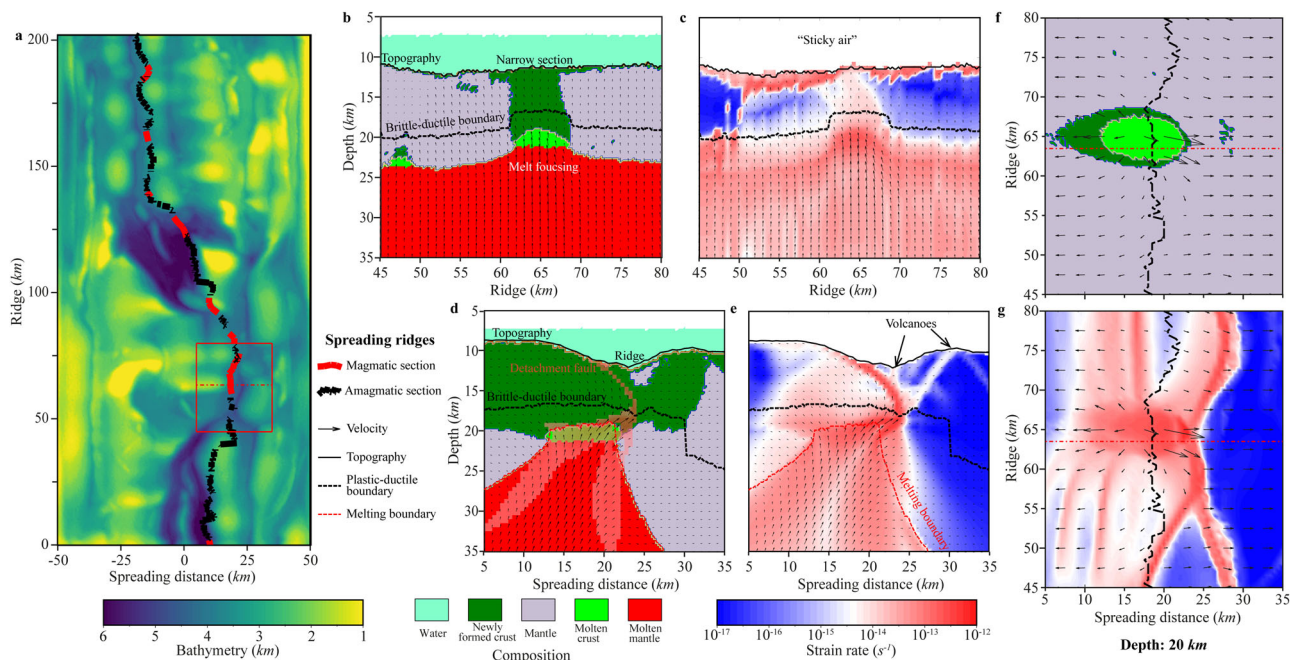 a
200
150
100
50
0
Ridge (km)
-50
-25
0
25
50
Spreading distance (km)
6
5
4
3
2
1
Bathymetry (km)
Spreading ridges
Magmatic section
Amagmatic section
Velocity
Topography
Plastic-ductile
boundary
Melting boundary
b
5
10
15
20
25
30
35
Depth (km)
Topography
Narrow section
Brittle-ductile boundary
Melt foucsing
45 50 55 60 65 70 75 80
Ridge (km)
c
"Sticky air"
45 50 55 60 65 70 75 80
Ridge (km)
d
Topography
Ridge
Detachment fault
Brittle-ductile boundary
10
15
20
25
30
35
Depth (km)
5 10 15 20 25 30 35
Spreading distance (km)
e
Volcanoes
Melting boundary
5 10 15 20 25 30 35
Spreading distance (km)
Water
Newly
formed crust
Mantle
Molten
crust
Molten
mantle
Composition
10⁻¹⁷ 10⁻¹⁶ 10⁻¹⁵ 10⁻¹⁴ 10⁻¹³ 10⁻¹²
Strain rate (s⁻¹)
f
80
75
70
65
60
55
50
45
Ridge (km)
g
80
75
70
65
60
55
50
45
Ridge (km)
5 10 15 20 25 30 35
Spreading distance (km)
Depth: 20 km